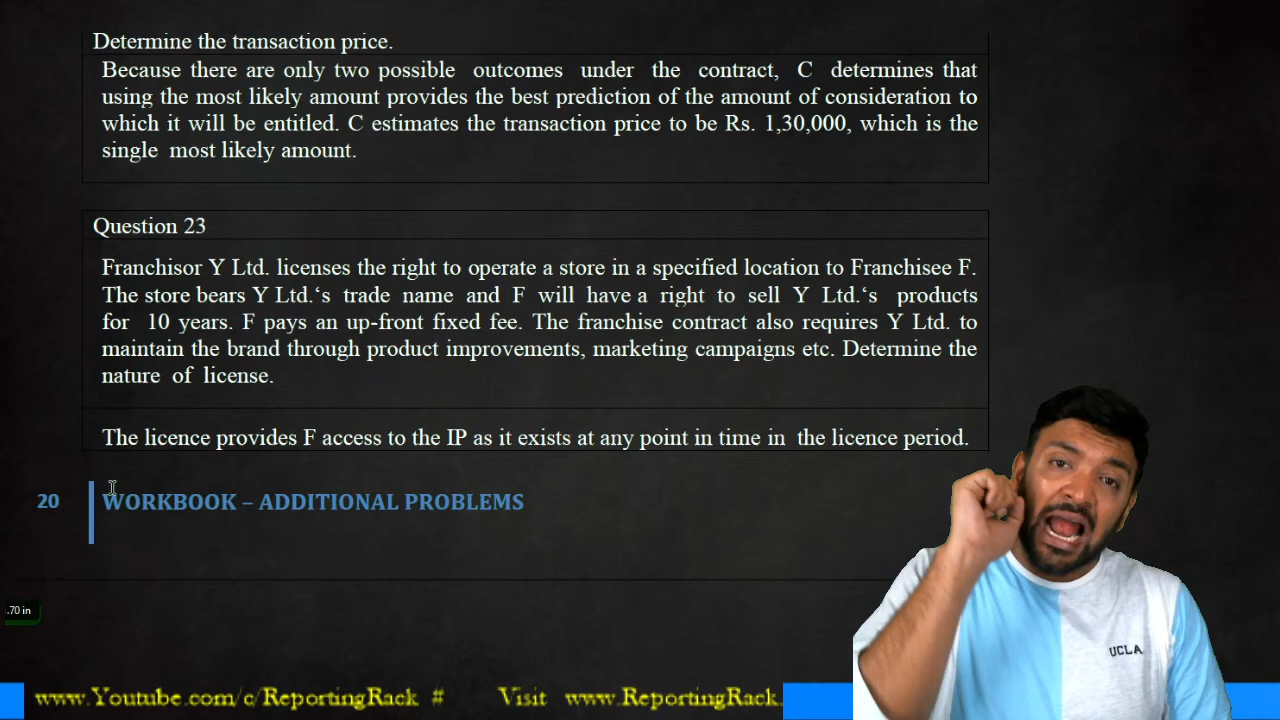 Determine the transaction price.
Because there are only two possible outcomes under the contract, C determines that
using the most likely amount provides the best prediction of the amount of consideration to
which it will be entitled. C estimates the transaction price to be Rs. 1,30,000, which is the
single most likely amount.
Question 23
Franchisor Y Ltd. licenses the right to operate a store in a specified location to Franchisee F.
The store bears Y Ltd.‘s trade name and F will have a right to sell Y Ltd.‘s products
for 10 years. F pays an up-front fixed fee. The franchise contract also requires Y Ltd. to
maintain the brand through product improvements, marketing campaigns etc. Determine the
nature of license.
The licence provides F access to the IP as it exists at any point in time in the licence period.
20 WORKBOOK – ADDITIONAL PROBLEMS
.70 in
UCLA
www.Youtube.com/c/ReportingRack # Visit www.ReportingRack.